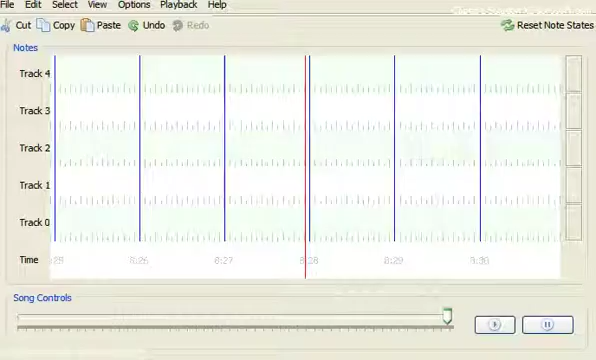 File Edit Select View Options Playback Help
Cut Copy Paste Undo Redo Reset Note States
Notes
Track 4
Track 3
Track 2
Track 1
Track 0
Time :25 8:26 8:27 8:28 8:29 8:30
Song Controls